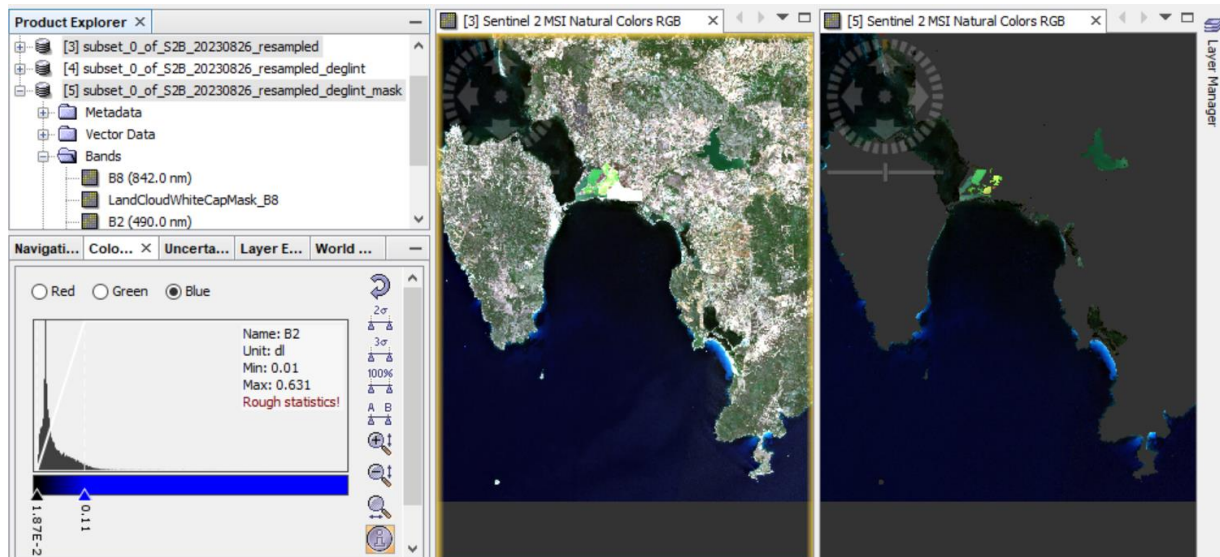 Product Explorer ×
[3] subset_0_of_S2B_20230826_resampled
[4] subset_0_of_S2B_20230826_resampled_deglint
[5] subset_0_of_S2B_20230826_resampled_deglint_mask
Metadata
Vector Data
Bands
B8 (842.0 nm)
LandCloudWhiteCapMask_B8
B2 (490.0 nm)
Navigati... Colo... × Uncerta... Layer E... World ...
Red Green Blue
Name: B2
Unit: dl
Min: 0.01
Max: 0.631
Rough statistics!
1.87E-2
0.11
2σ
3σ
100%
A B
[3] Sentinel 2 MSI Natural Colors RGB ×
[5] Sentinel 2 MSI Natural Colors RGB ×
Layer Manager